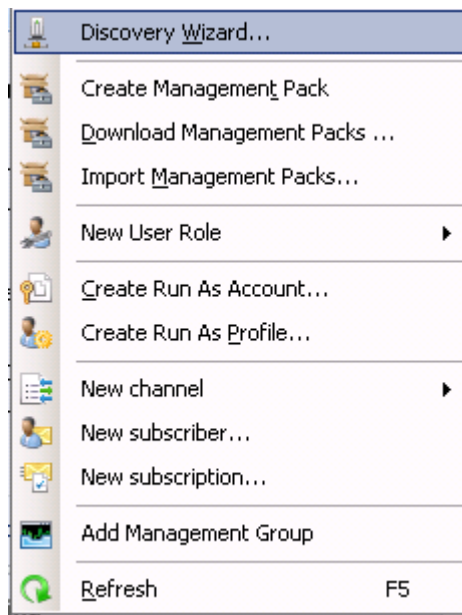 Discovery Wizard...
Create Management Pack
Download Management Packs ...
Import Management Packs...
New User Role
Create Run As Account...
Create Run As Profile...
New channel
New subscriber...
New subscription...
Add Management Group
Refresh F5